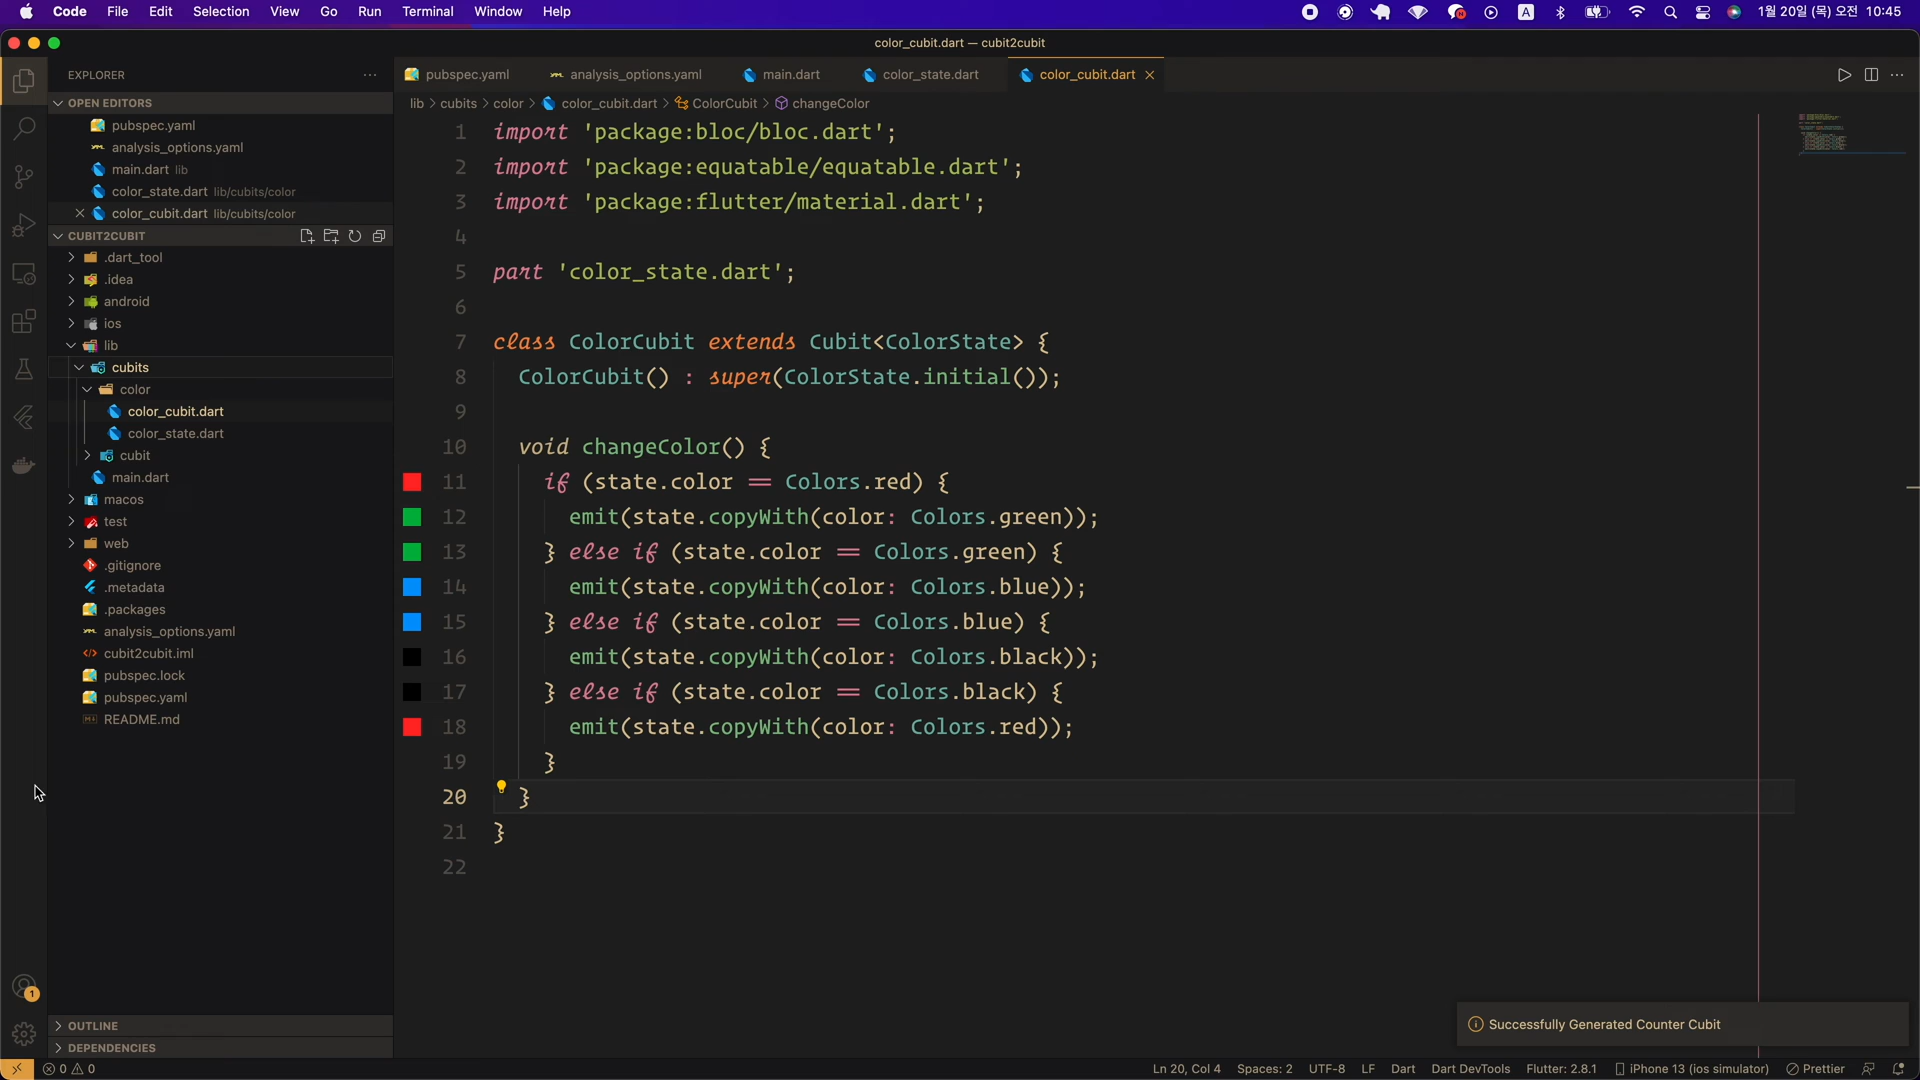 Code File Edit Selection View Go Run Terminal Window Help A 1월 20일 (목) 오전 10:45
color_cubit.dart — cubit2cubit
EXPLORER
pubspec.yaml analysis_options.yaml main.dart color_state.dart color_cubit.dart
OPEN EDITORS
lib > cubits > color > color_cubit.dart > ColorCubit > changeColor
pubspec.yaml
analysis_options.yaml
main.dart lib
color_state.dart lib/cubits/color
color_cubit.dart lib/cubits/color
CUBIT2CUBIT
.dart_tool
.idea
android
ios
lib
cubits
color
color_cubit.dart
color_state.dart
cubit
main.dart
macos
test
web
.gitignore
.metadata
.packages
analysis_options.yaml
cubit2cubit.iml
pubspec.lock
pubspec.yaml
README.md
1
OUTLINE
DEPENDENCIES
1 import 'package:bloc/bloc.dart';
2 import 'package:equatable/equatable.dart';
3 import 'package:flutter/material.dart';
4
5 part 'color_state.dart';
6
7 class ColorCubit extends Cubit<ColorState> {
8 ColorCubit() : super(ColorState.initial());
9
10 void changeColor() {
11 if (state.color == Colors.red) {
12 emit(state.copyWith(color: Colors.green));
13 } else if (state.color == Colors.green) {
14 emit(state.copyWith(color: Colors.blue));
15 } else if (state.color == Colors.blue) {
16 emit(state.copyWith(color: Colors.black));
17 } else if (state.color == Colors.black) {
18 emit(state.copyWith(color: Colors.red));
19 }
20 }
21 }
22
Successfully Generated Counter Cubit
0 0 Ln 20, Col 4 Spaces: 2 UTF-8 LF Dart Dart DevTools Flutter: 2.8.1 iPhone 13 (ios simulator) Prettier